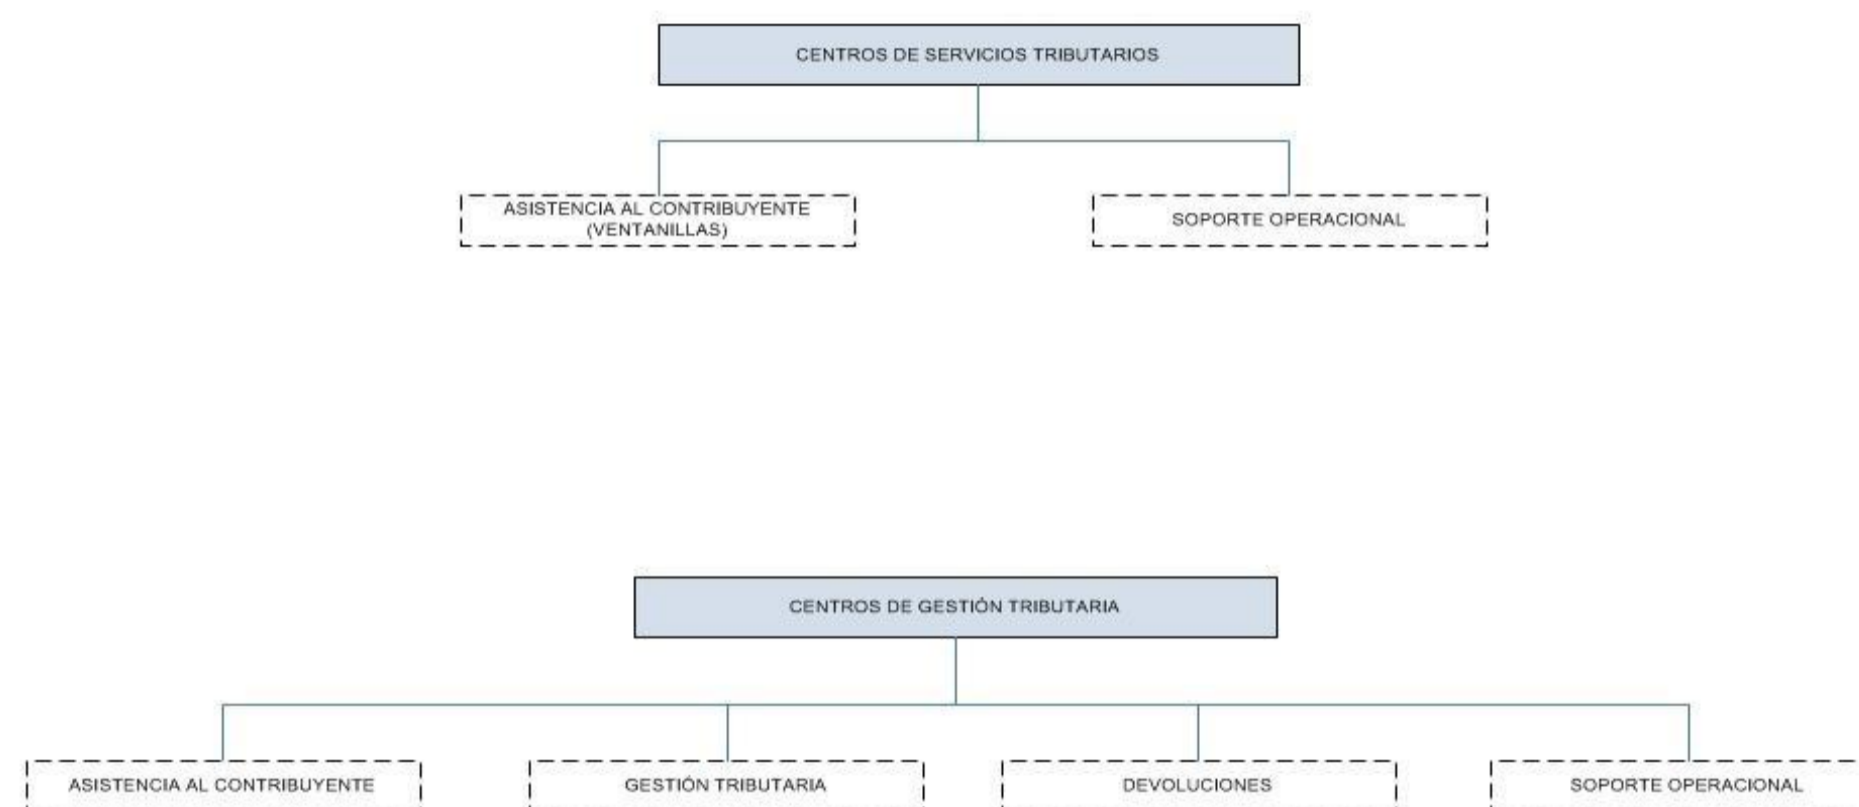 CENTROS DE SERVICIOS TRIBUTARIOS
ASISTENCIA AL CONTRIBUYENTE
(VENTANILLAS)
SOPORTE OPERACIONAL
CENTROS DE GESTIÓN TRIBUTARIA
ASISTENCIA AL CONTRIBUYENTE
GESTIÓN TRIBUTARIA
DEVOLUCIONES
SOPORTE OPERACIONAL